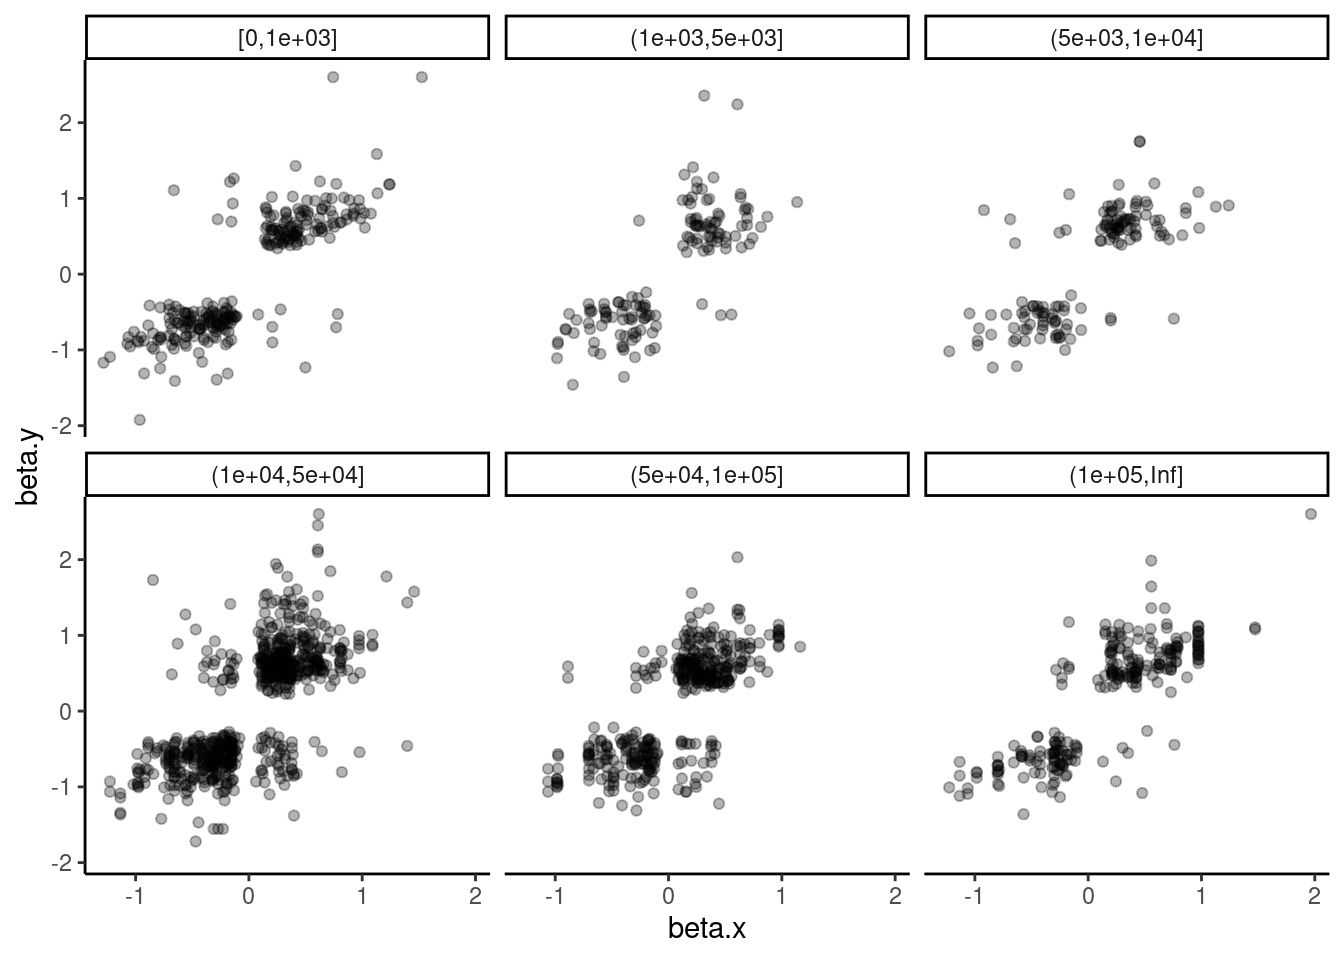 [0,1e+03]
(1e+03,5e+03]
(5e+03,1e+04]
2
1
0
-1
-2
(1e+04,5e+04]
(5e+04,1e+05]
(1e+05,Inf]
2
1
0
-1
-2
beta.y
-1 0 1 2
-1 0 1 2
-1 0 1 2
beta.x